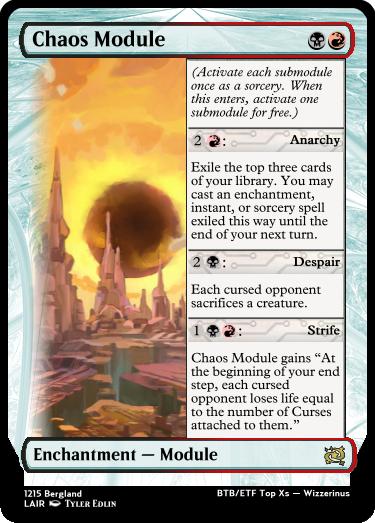 Chaos Module
(Activate each submodule
once as a sorcery. When
this enters, activate one
submodule for free.)
2 R: Anarchy
Exile the top three cards
of your library. You may
cast an enchantment,
instant, or sorcery spell
exiled this way until the
end of your next turn.
2 : Despair
Each cursed opponent
sacrifices a creature.
1 : Strife
Chaos Module gains “At
the beginning of your end
step, each cursed
opponent loses life equal
to the number of Curses
attached to them.”
Enchantment — Module
1215 Bergland
LAIR Tyler Edlin
BTB/ETF Top Xs — Wizzerinus